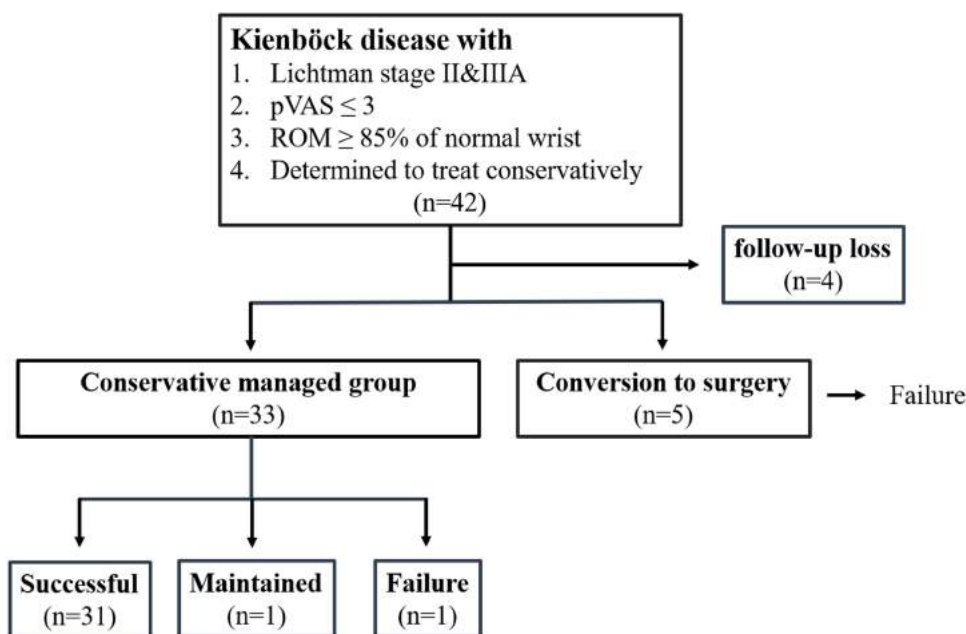 Kienböck disease with
1. Lichtman stage II&IIIA
2. pVAS ≤ 3
3. ROM ≥ 85% of normal wrist
4. Determined to treat conservatively
(n=42)
follow-up loss
(n=4)
Conservative managed group
(n=33)
Conversion to surgery
(n=5)
Failure
Successful
(n=31)
Maintained
(n=1)
Failure
(n=1)